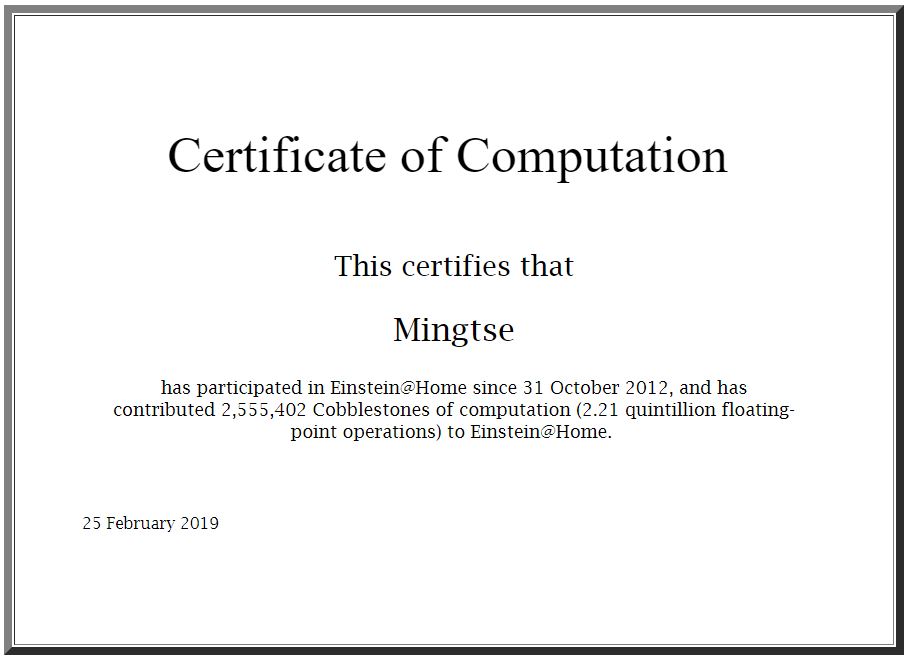 Certificate of Computation
This certifies that
Mingtse
has participated in Einstein@Home since 31 October 2012, and has
contributed 2,555,402 Cobblestones of computation (2.21 quintillion floating-
point operations) to Einstein@Home.
25 February 2019